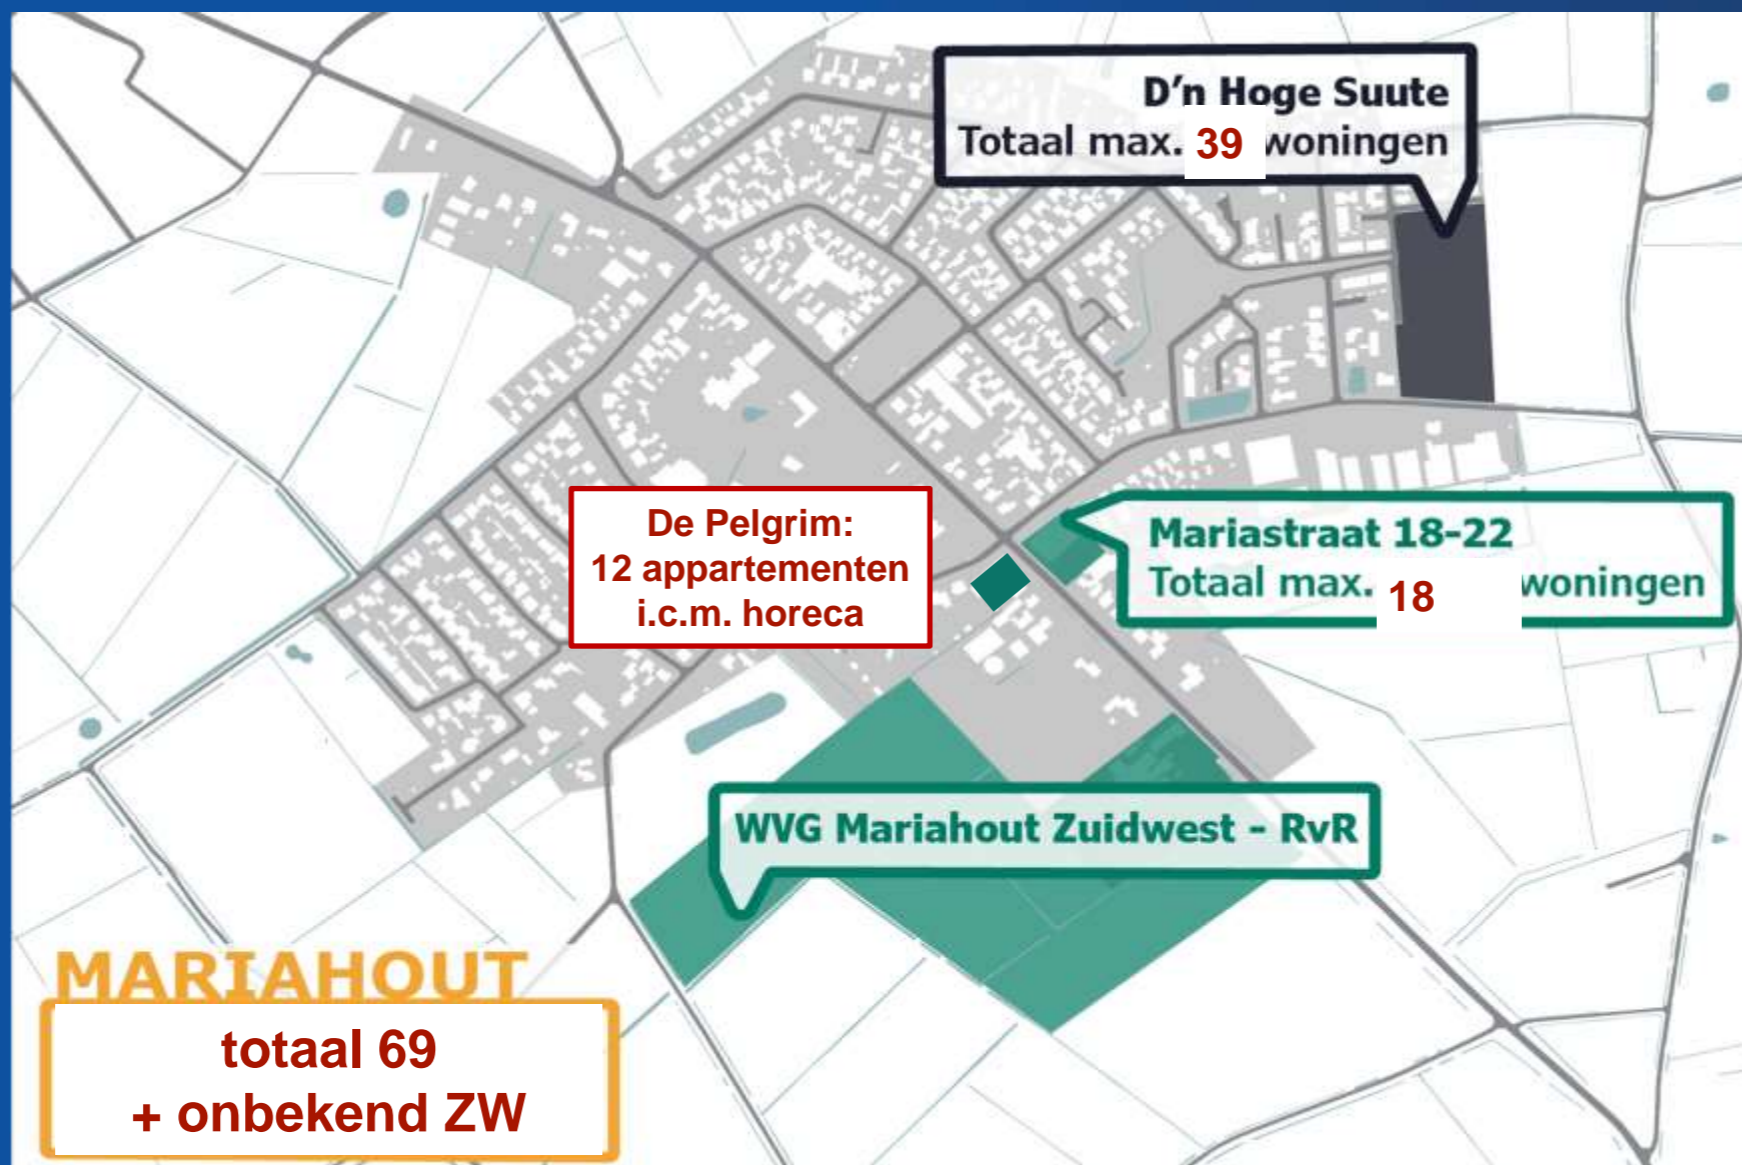 D'n Hoge Suute
Totaal max. 39 woningen
De Pelgrim:
12 appartementen
i.c.m. horeca
Mariastraat 18-22
Totaal max. 18 woningen
WVG Mariahout Zuidwest - RvR
MARIAHOUT
totaal 69
+ onbekend ZW